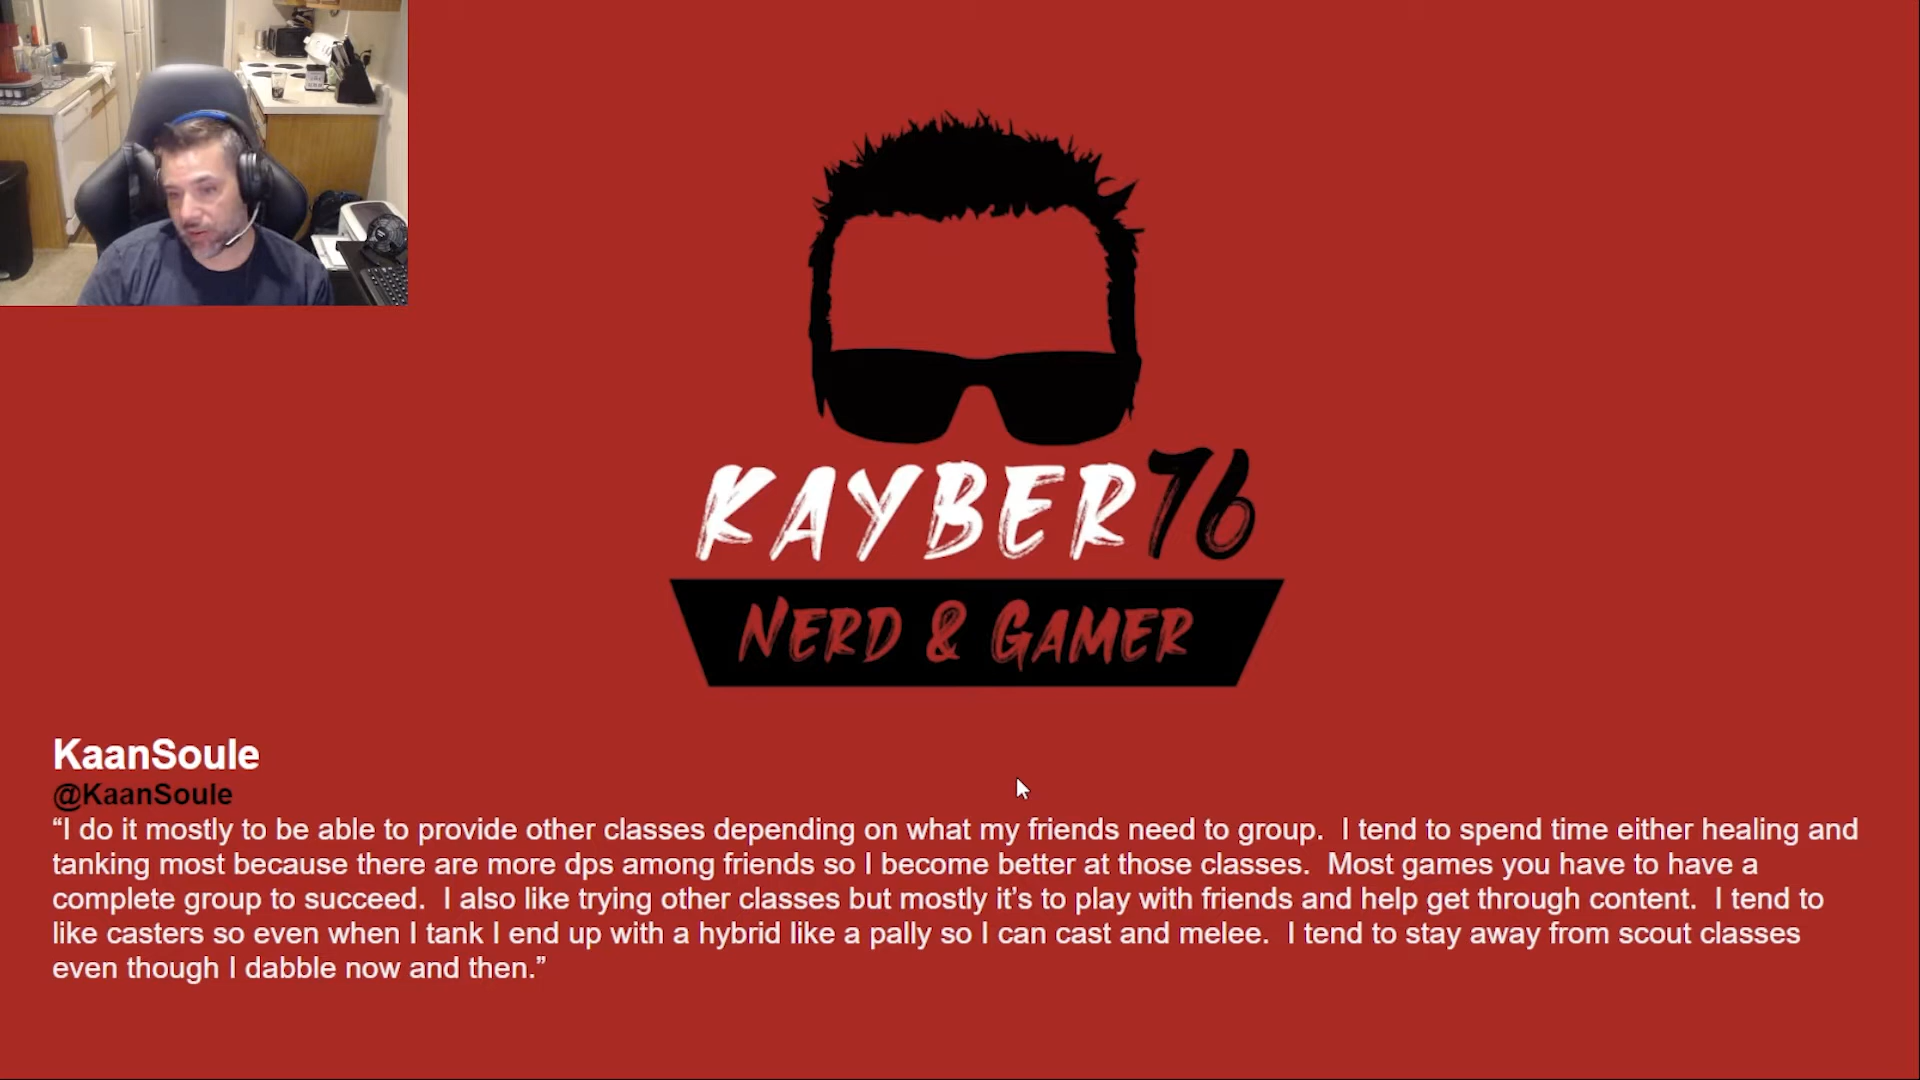 KAYBER76
NERD & GAMER
KaanSoule
@KaanSoule
“I do it mostly to be able to provide other classes depending on what my friends need to group.  I tend to spend time either healing and
tanking most because there are more dps among friends so I become better at those classes.  Most games you have to have a
complete group to succeed.  I also like trying other classes but mostly it’s to play with friends and help get through content.  I tend to
like casters so even when I tank I end up with a hybrid like a pally so I can cast and melee.  I tend to stay away from scout classes
even though I dabble now and then.”